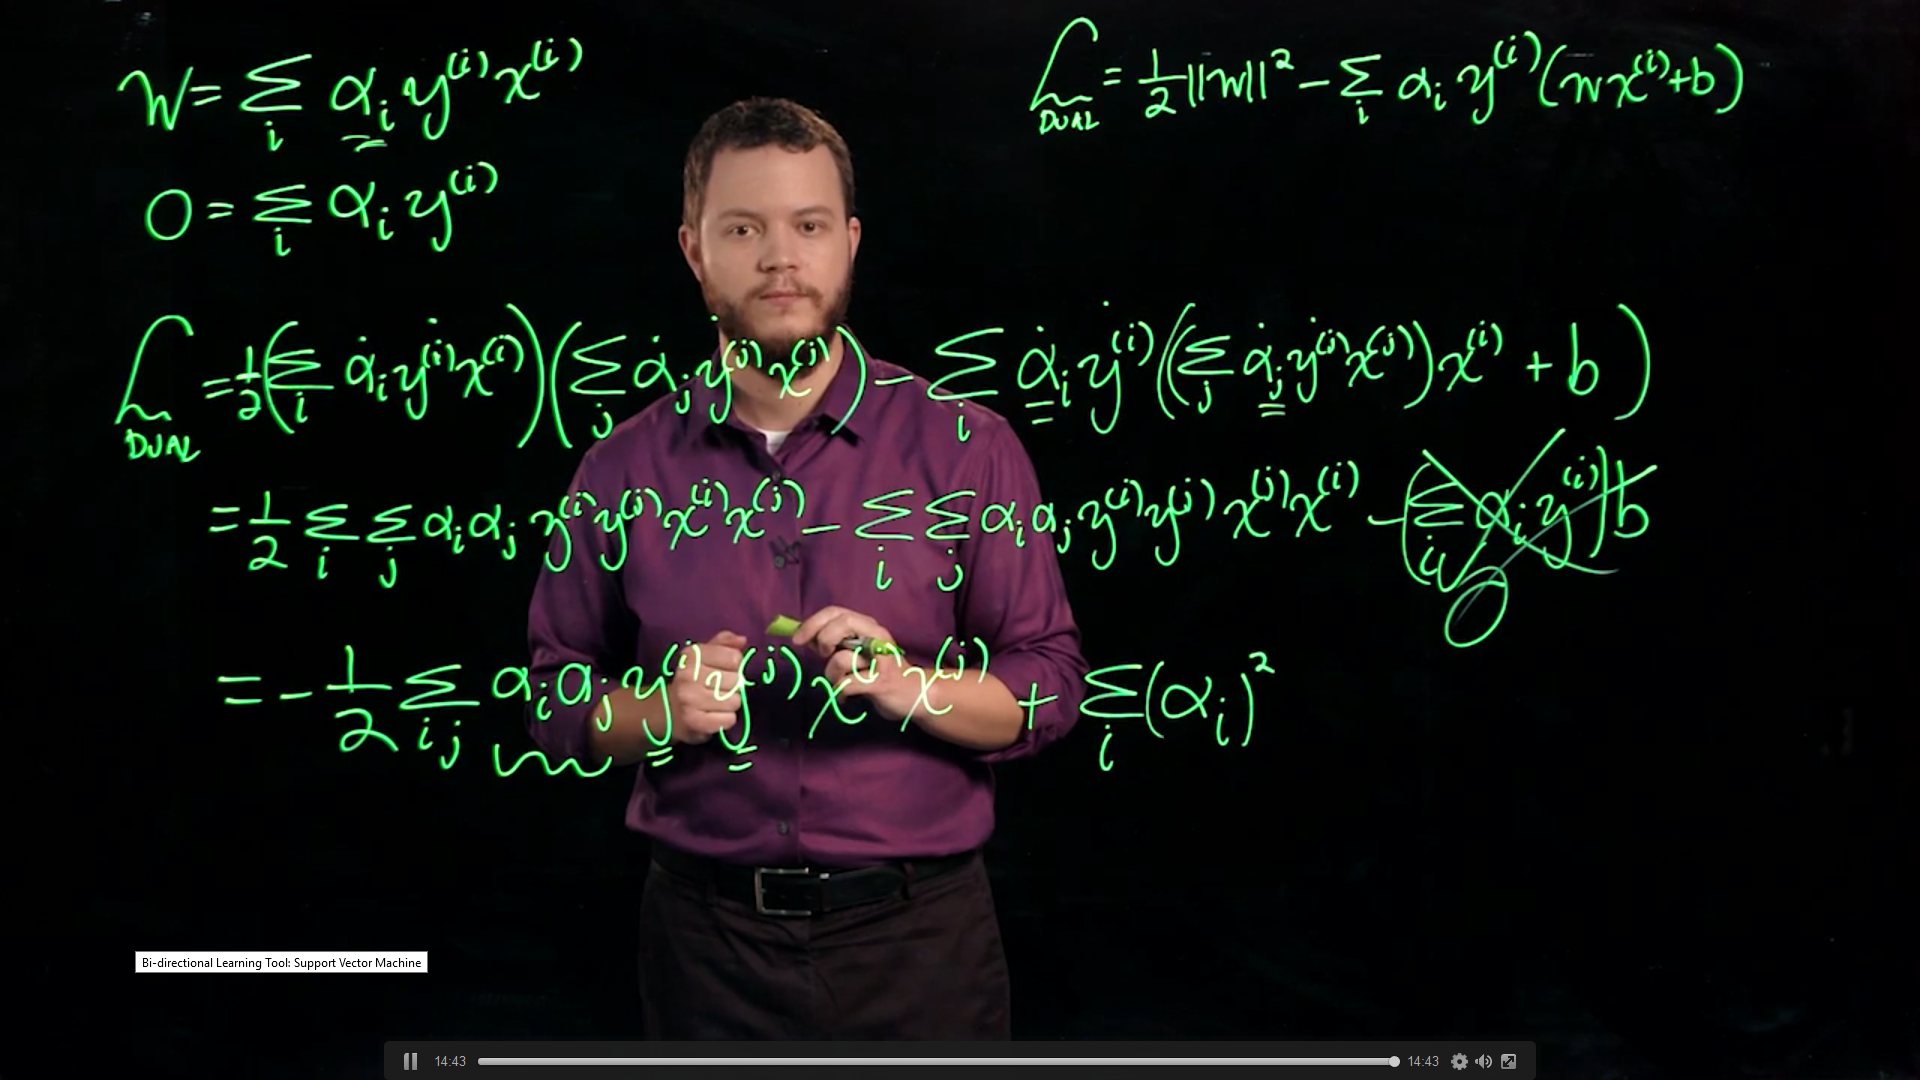 W = Σ_i α_i y^(i) x^(i)
L_DUAL = 1/2 ||w||² − Σ_i α_i y^(i) (w x^(i) + b)
0 = Σ_i α_i y^(i)
L_DUAL = 1/2 (Σ_i α_i y^(i) x^(i)) (Σ_j α_j y^(j) x^(j)) − Σ_i α_i y^(i) ((Σ_j α_j y^(j) x^(j)) x^(i) + b)
= 1/2 Σ_i Σ_j α_i α_j y^(i) y^(j) x^(i) x^(j) − Σ_i Σ_j α_i α_j y^(i) y^(j) x^(j) x^(i) − (Σ_i α_i y^(i)) b
0
= − 1/2 Σ_ij α_i α_j y^(i) y^(j) x^(i) x^(j) + Σ_i (α_i)²
Bi-directional Learning Tool: Support Vector Machine
14:43 14:43